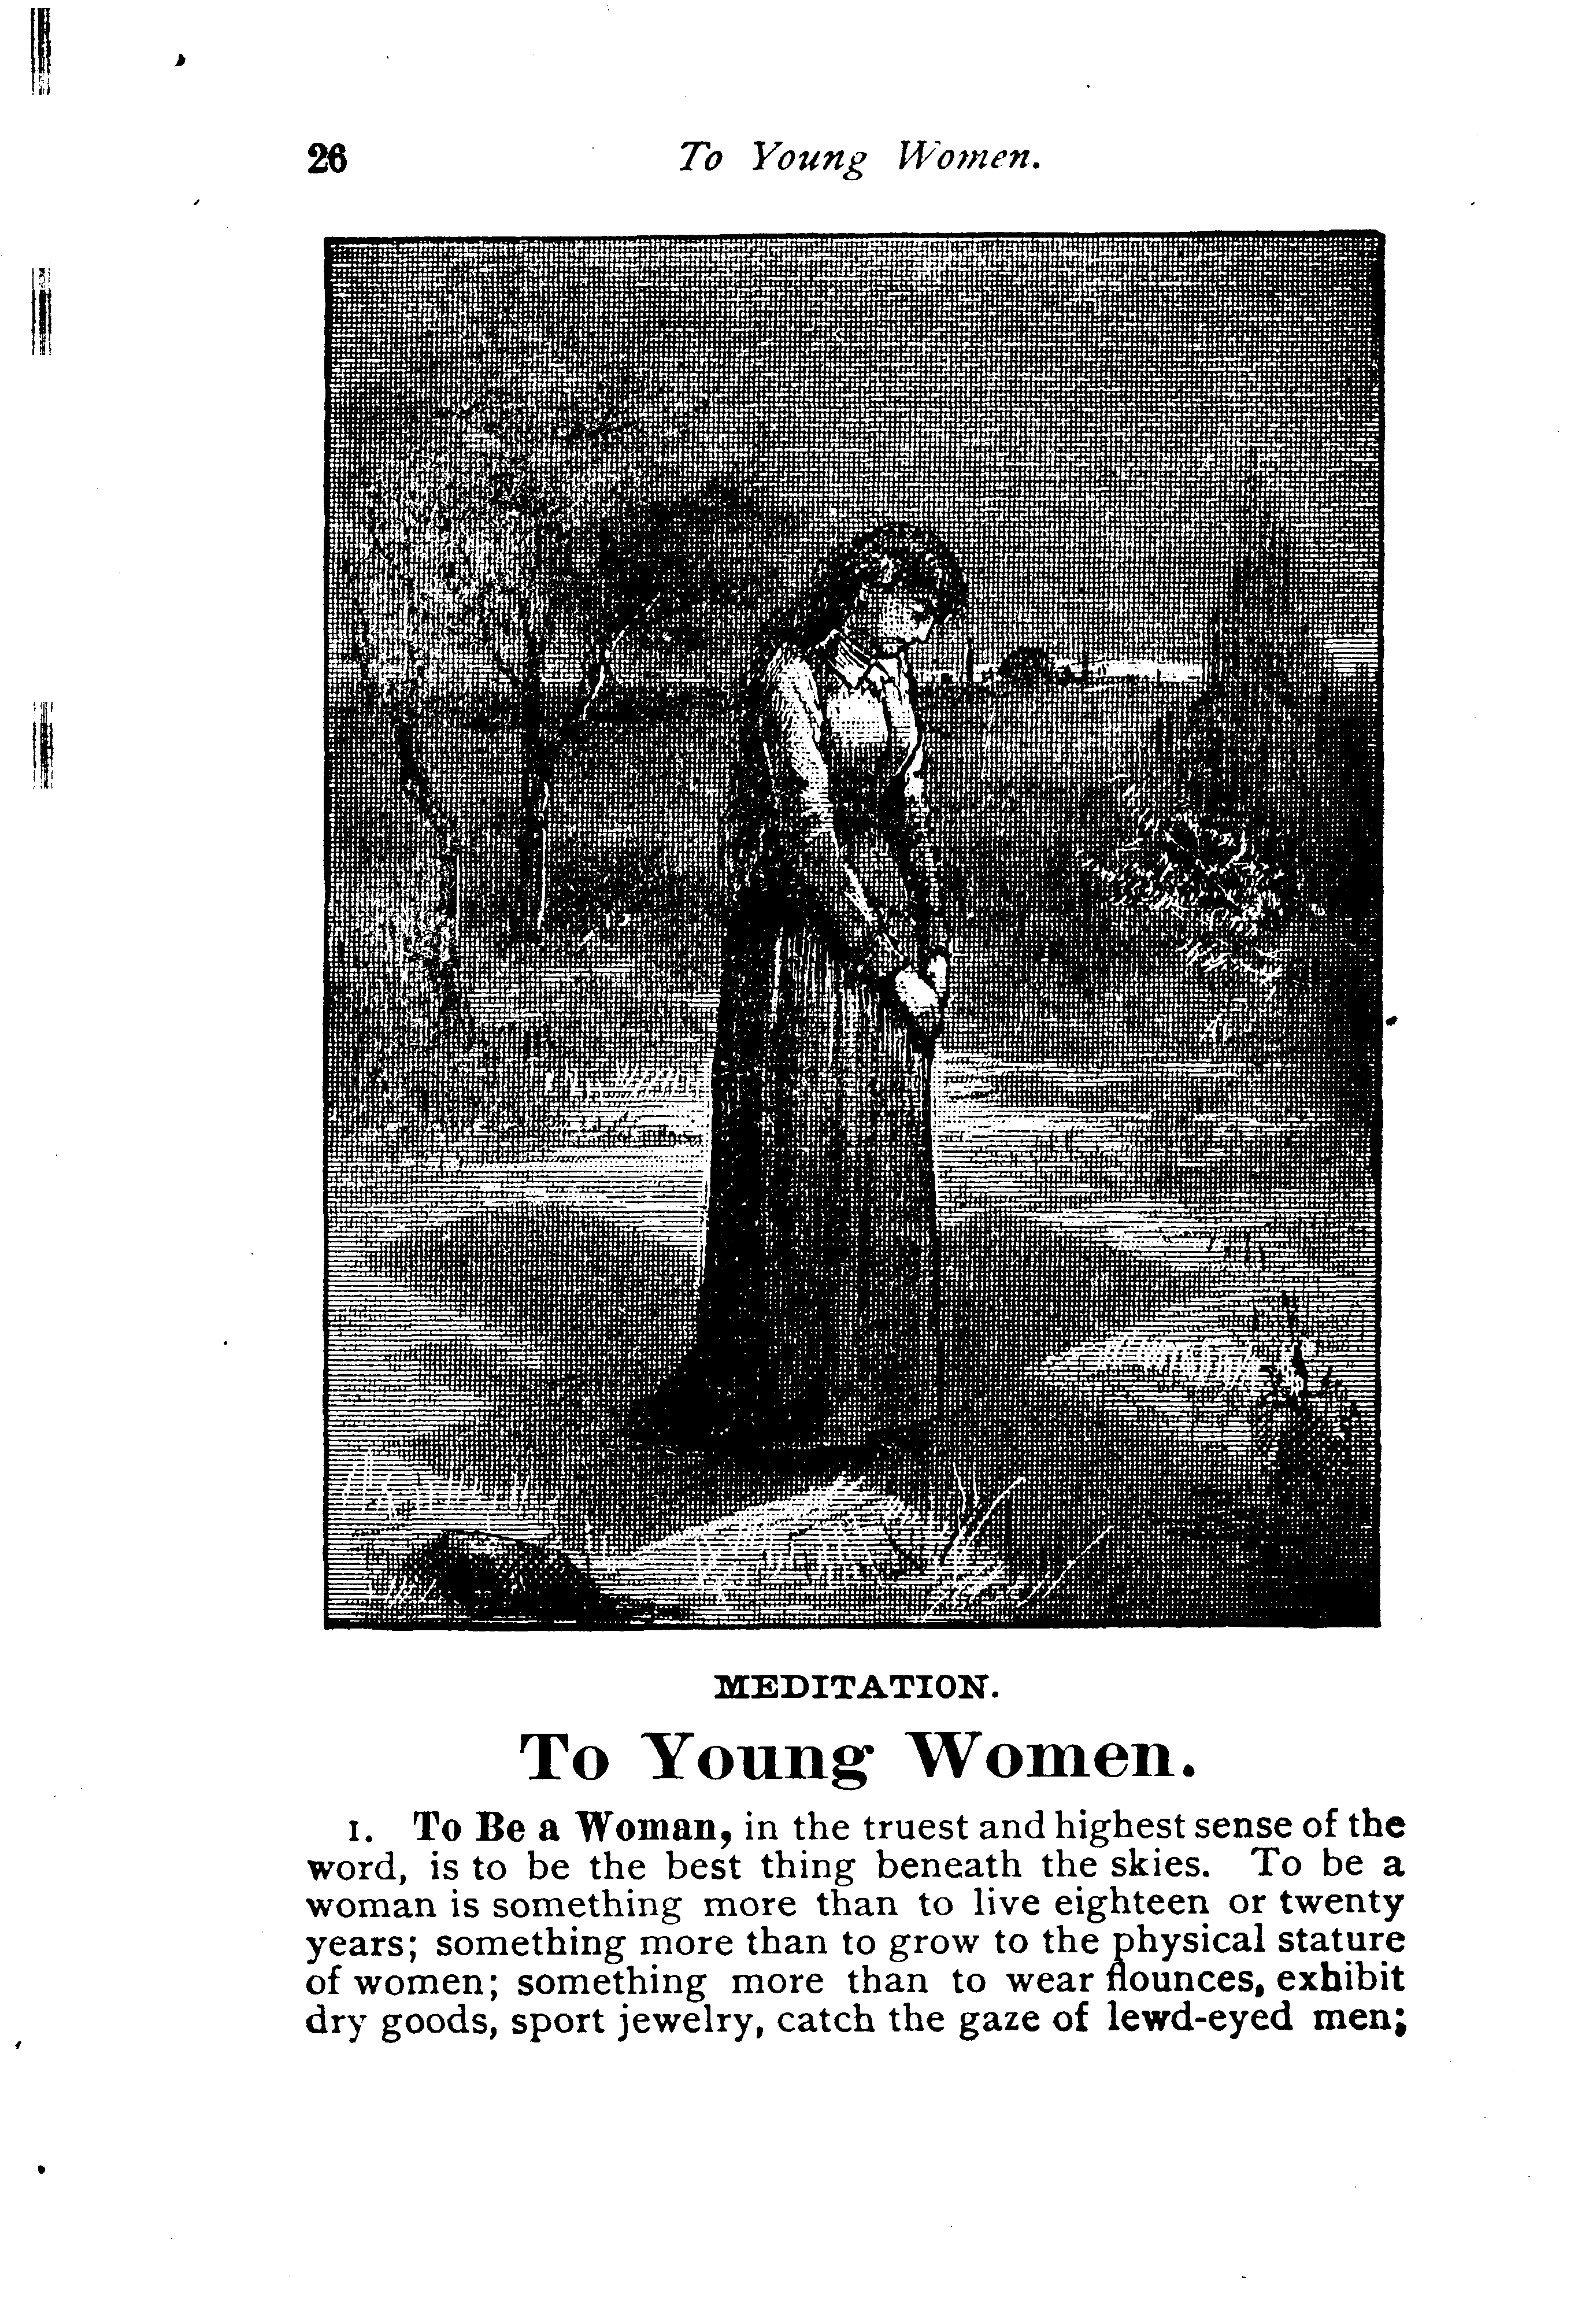 26
To Young Women.
MEDITATION.
To Young Women.
1. To Be a Woman, in the truest and highest sense of the
word, is to be the best thing beneath the skies. To be a
woman is something more than to live eighteen or twenty
years; something more than to grow to the physical stature
of women; something more than to wear flounces, exhibit
dry goods, sport jewelry, catch the gaze of lewd-eyed men;